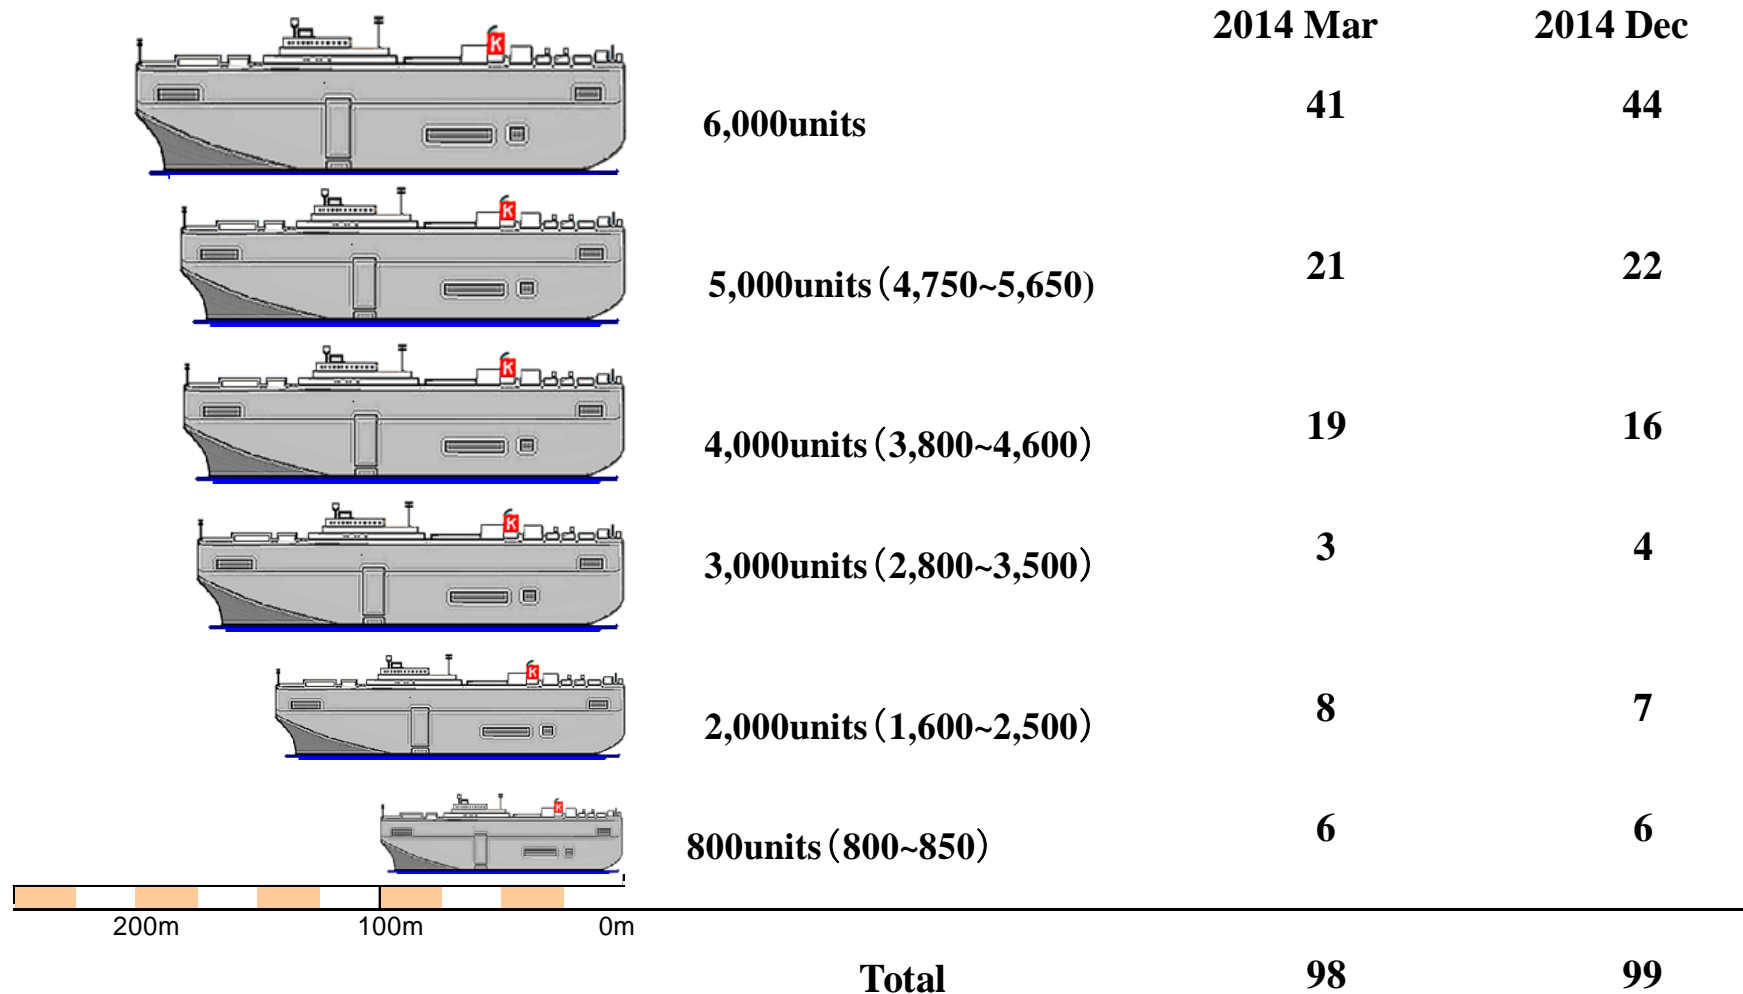 2014 Mar 2014 Dec
K
6,000units 41 44
K
5,000units（4,750~5,650) 21 22
K
4,000units（3,800~4,600） 19 16
K
3,000units（2,800~3,500） 3 4
K
2,000units（1,600~2,500） 8 7
K
800units（800~850） 6 6
200m 100m 0m
Total 98 99